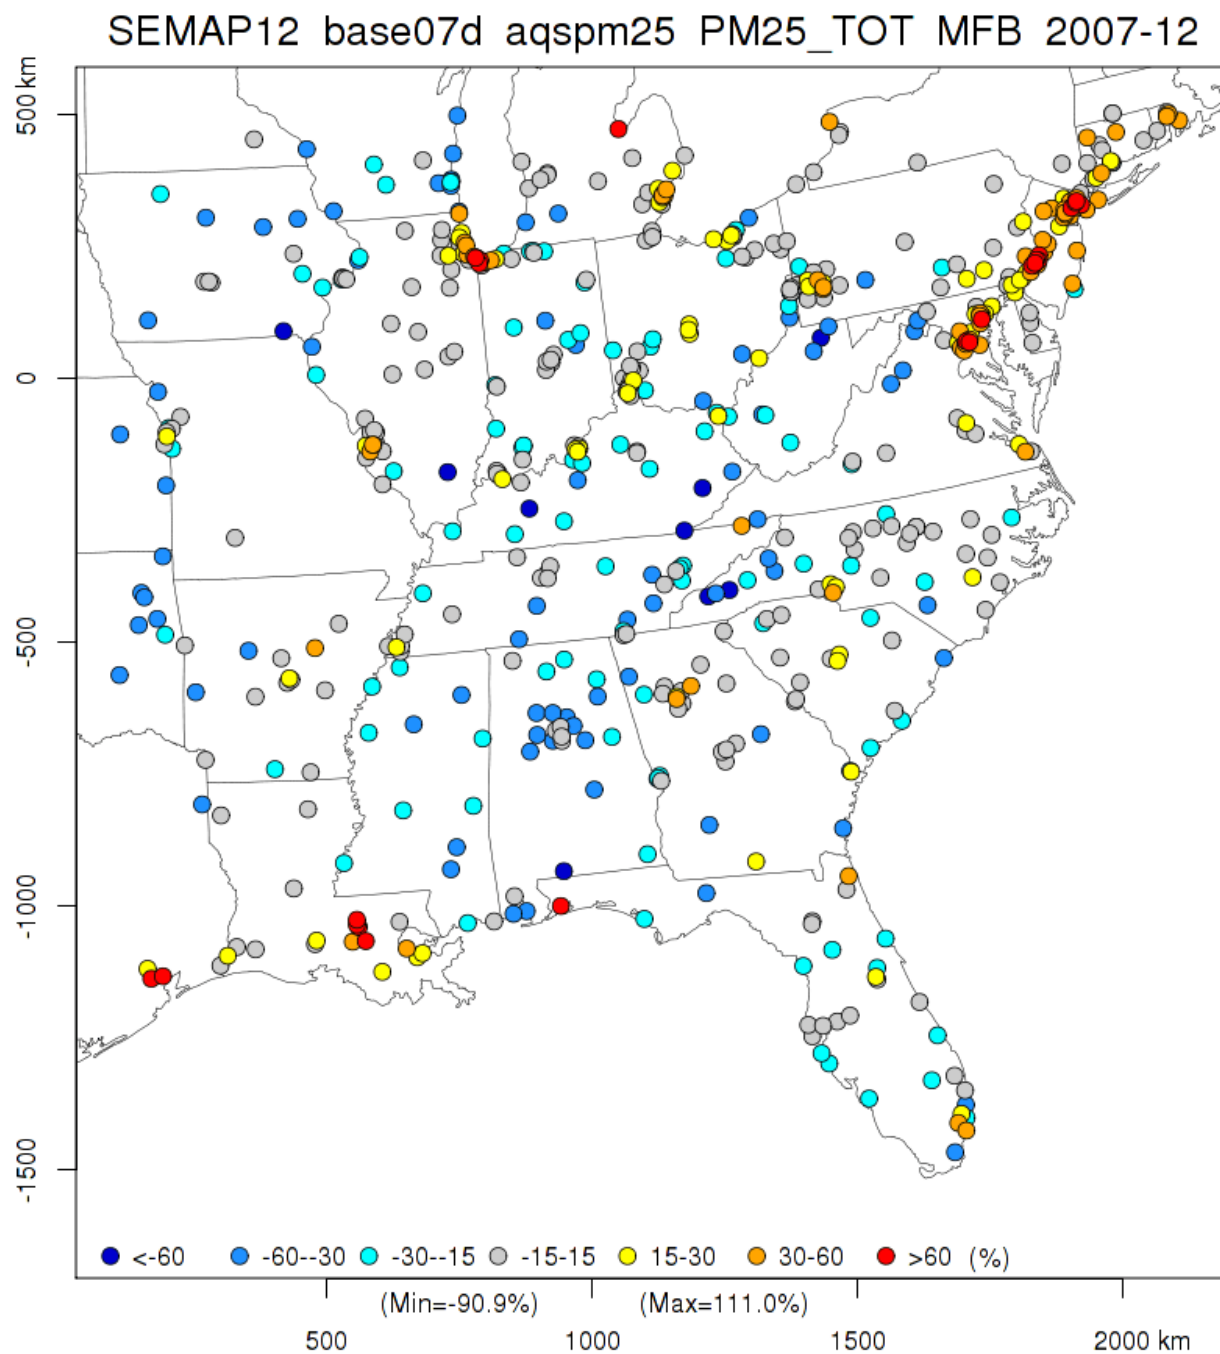 SEMAP12 base07d aqspm25 PM25_TOT MFB 2007-12
500 km
0
-500
-1000
-1500
<-60 -60--30 -30--15 -15-15 15-30 30-60 >60 (%)
(Min=-90.9%) (Max=111.0%)
500 1000 1500 2000 km